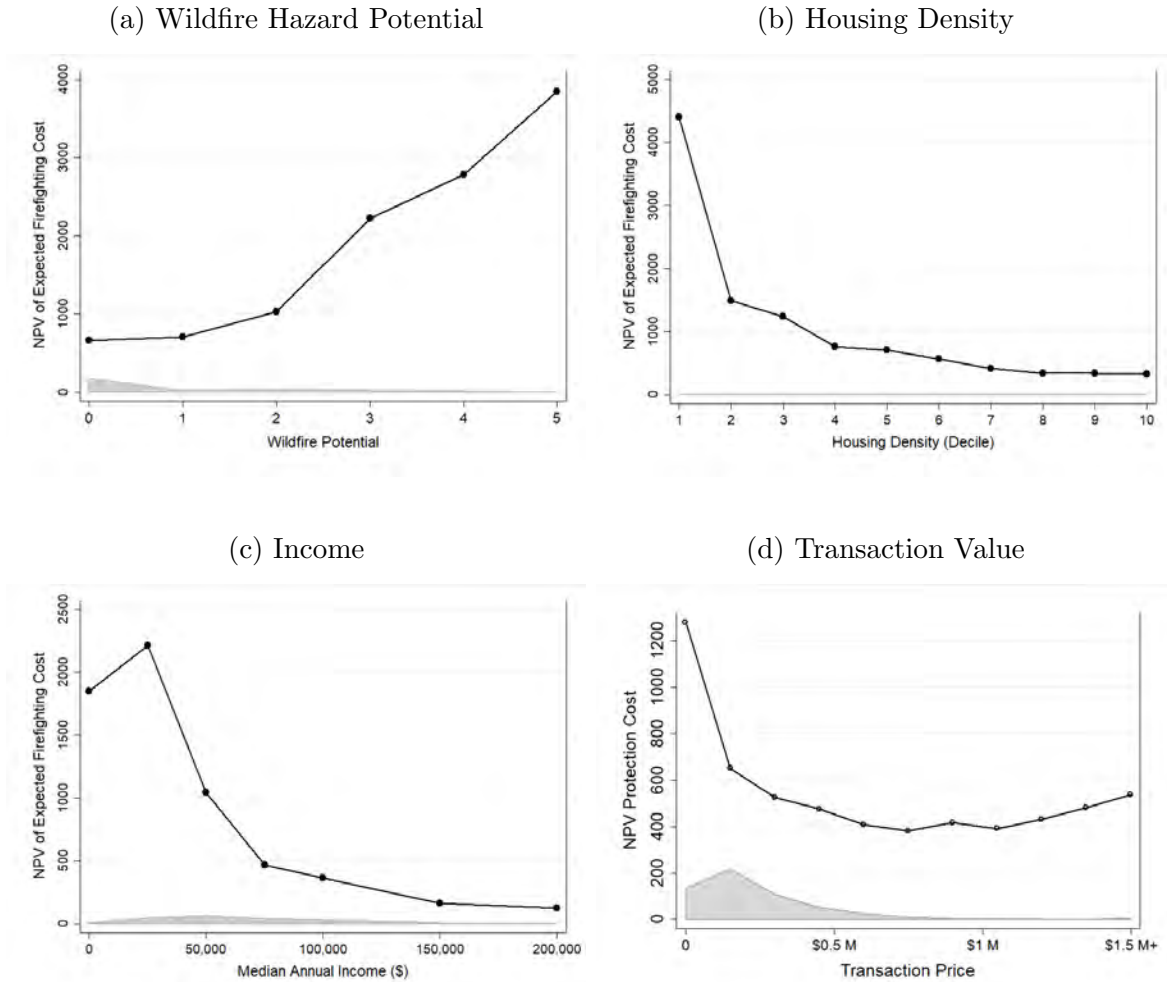 (a) Wildfire Hazard Potential
NPV of Expected Firefighting Cost
4000
3000
2000
1000
0
0 1 2 3 4 5
Wildfire Potential
(b) Housing Density
NPV of Expected Firefighting Cost
5000
4000
3000
2000
1000
0
1 2 3 4 5 6 7 8 9 10
Housing Density (Decile)
(c) Income
NPV of Expected Firefighting Cost
2500
2000
1500
1000
500
0
0 50,000 100,000 150,000 200,000
Median Annual Income ($)
(d) Transaction Value
NPV Protection Cost
1200
1000
800
600
400
200
0
0 $0.5 M $1 M $1.5 M+
Transaction Price